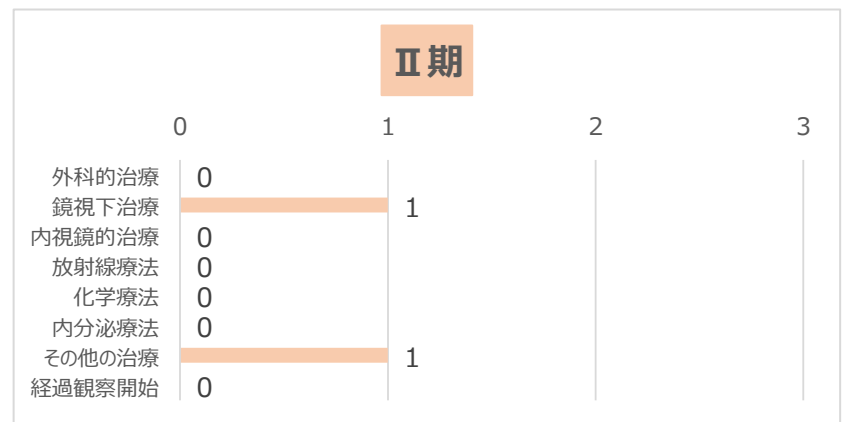 Ⅱ期
0 1 2 3
外科的治療 0
鏡視下治療 1
内視鏡的治療 0
放射線療法 0
化学療法 0
内分泌療法 0
その他の治療 1
経過観察開始 0